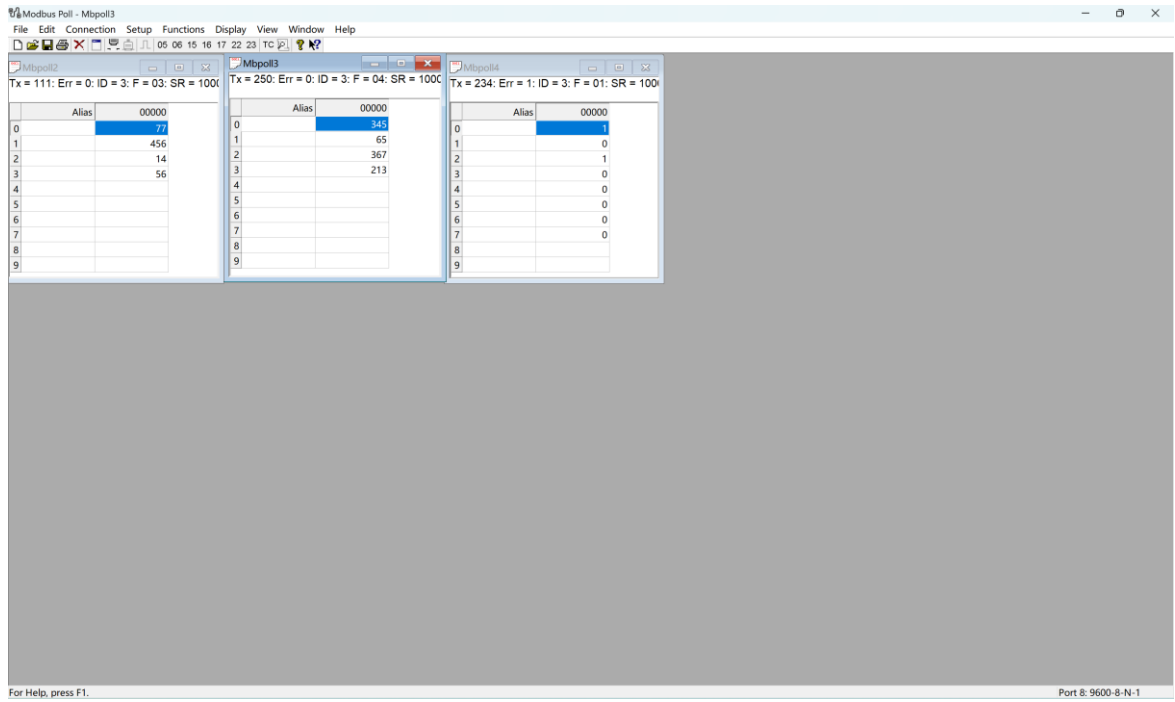 Modbus Poll - Mbpoll3
File Edit Connection Setup Functions Display View Window Help
05 06 15 16 17 22 23 TC
Mbpoll2
Tx = 111: Err = 0: ID = 3: F = 03: SR = 1000
Alias 00000
0 77
1 456
2 14
3 56
4
5
6
7
8
9
Mbpoll3
Tx = 250: Err = 0: ID = 3: F = 04: SR = 1000
Alias 00000
0 345
1 65
2 367
3 213
4
5
6
7
8
9
Mbpoll4
Tx = 234: Err = 1: ID = 3: F = 01: SR = 100
Alias 00000
0 1
1 0
2 1
3 0
4 0
5 0
6 0
7 0
8
9
For Help, press F1.
Port 8: 9600-8-N-1